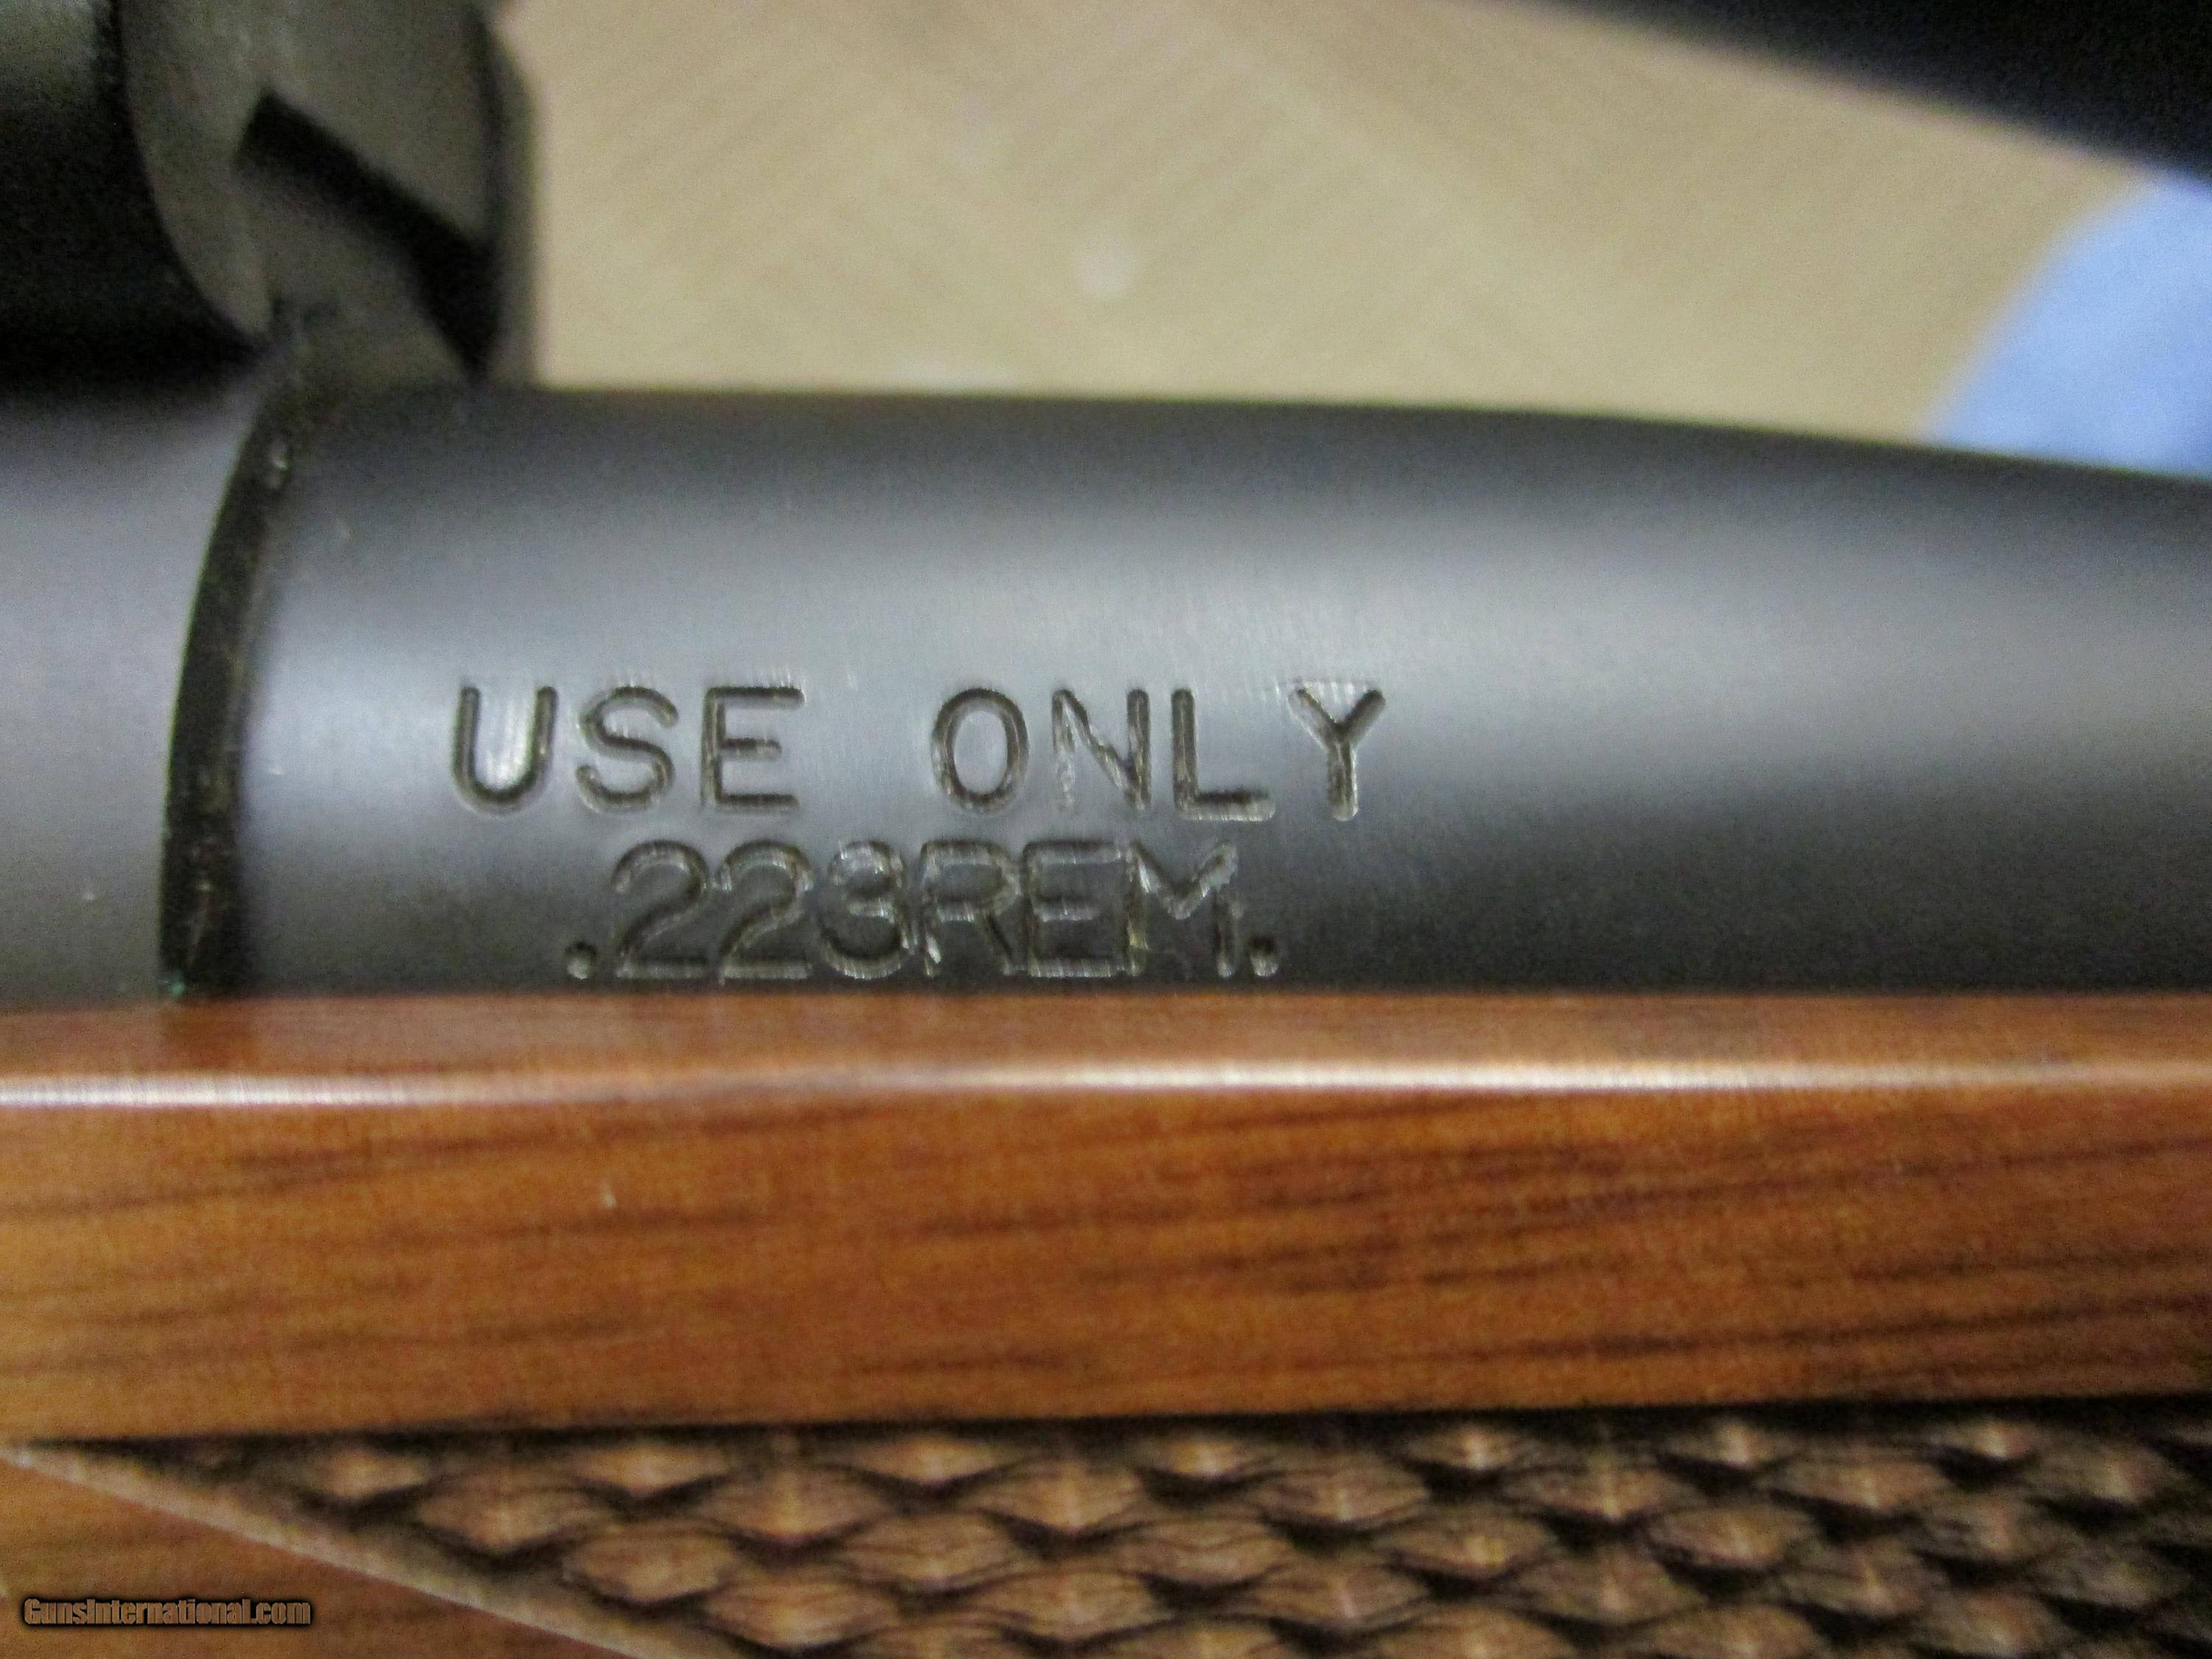 USE ONLY
.223REM.
GunsInternational.com